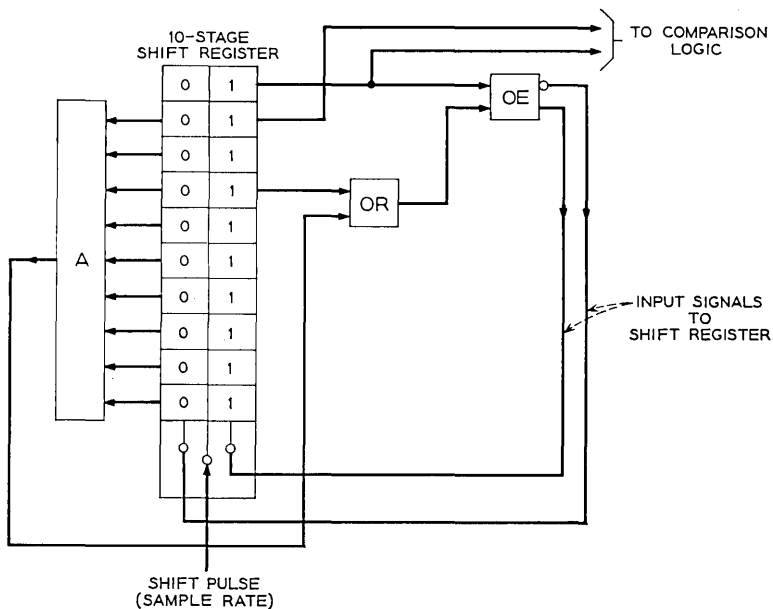 10-STAGE
SHIFT REGISTER
TO COMPARISON
LOGIC
0 1
0 1
0 1
0 1
0 1
0 1
0 1
0 1
0 1
0 1
A
OR
OE
INPUT SIGNALS
TO
SHIFT REGISTER
SHIFT PULSE
(SAMPLE RATE)